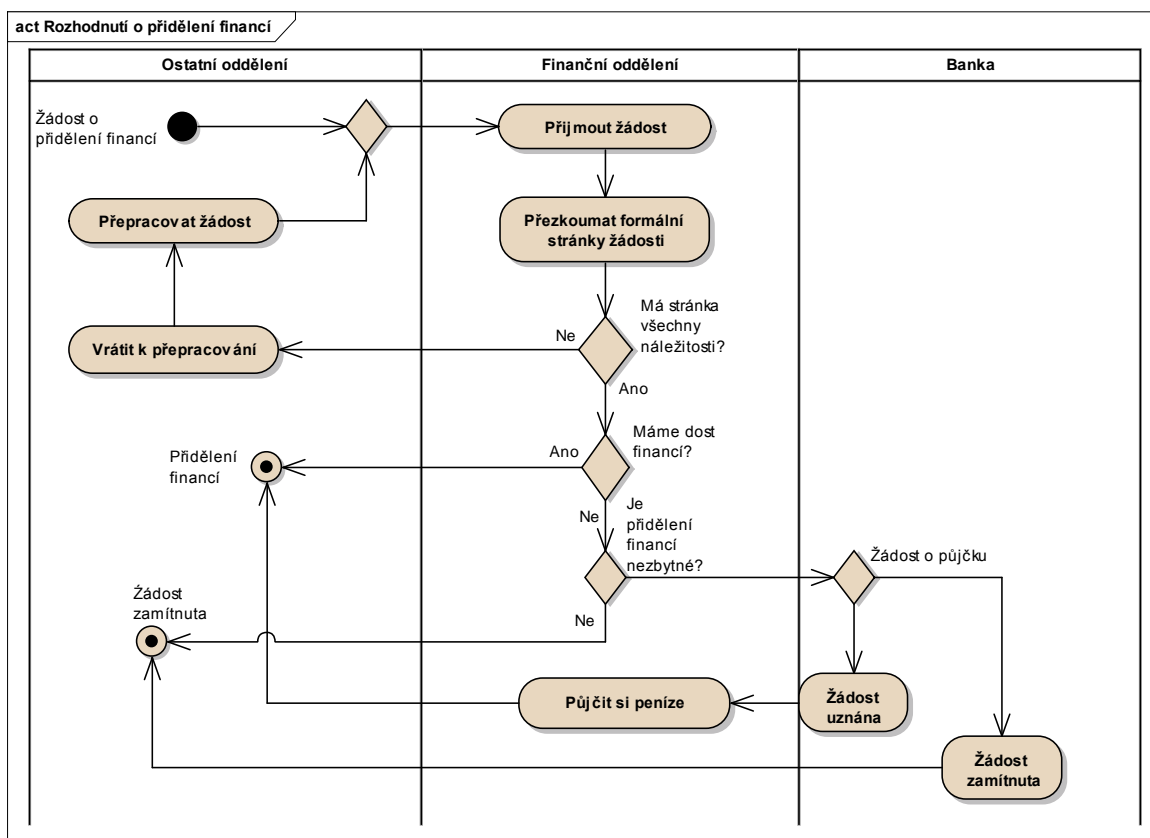 act Rozhodnutí o přidělení financí
Ostatní oddělení
Finanční oddělení
Banka
Žádost o
přidělení financí
Přijmout žádost
Přepracovat žádost
Přezkoumat formální
stránky žádosti
Má stránka
všechny
náležitosti?
Ne
Vrátit k přepracování
Ano
Máme dost
financí?
Ano
Přidělení
financí
Ne
Je
přidělení
financí
nezbytné?
Žádost o půjčku
Źádost
zamítnuta
Ne
Půjčit si peníze
Žádost
uznána
Žádost
zamítnuta